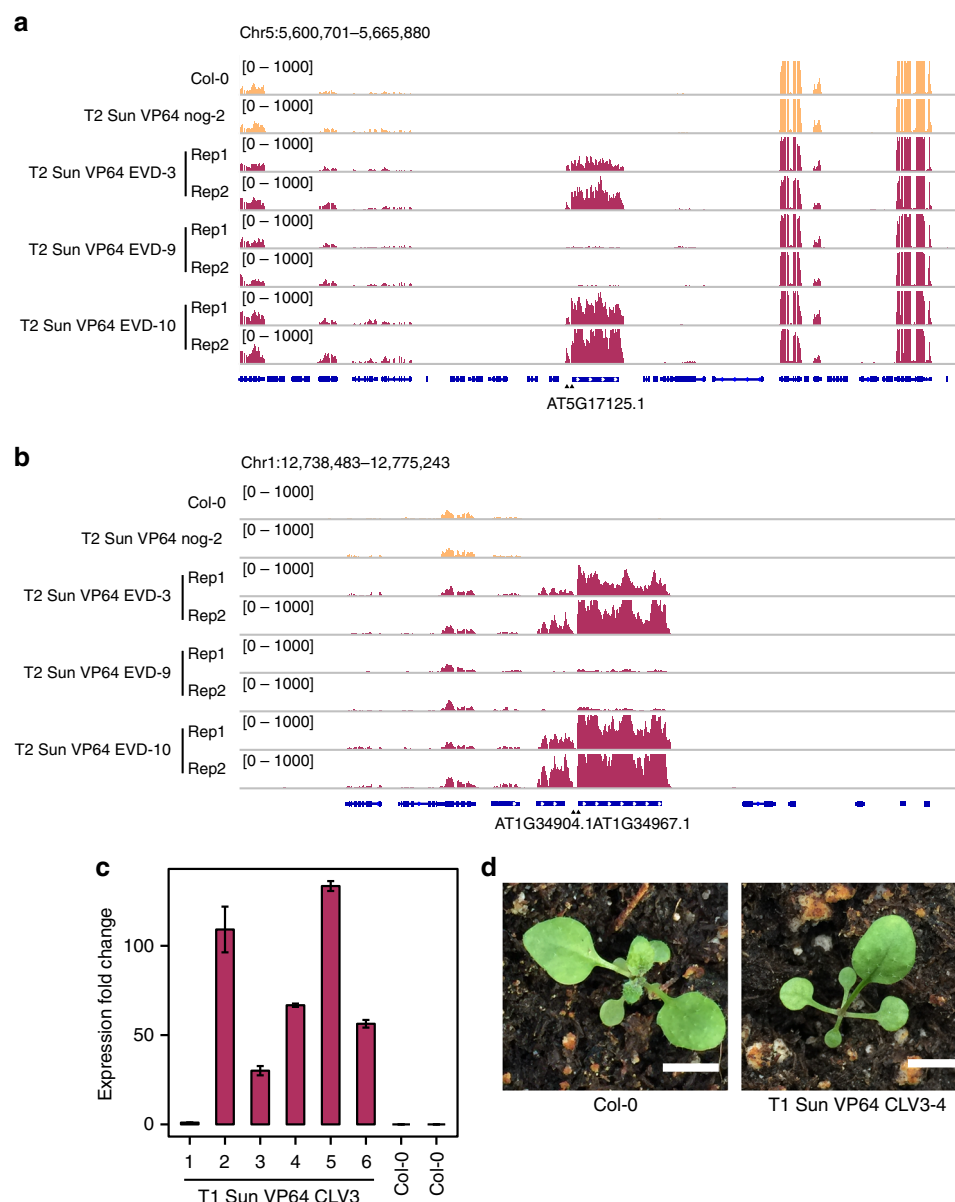 a
Chr5:5,600,701–5,665,880
Col-0 [0 – 1000]
T2 Sun VP64 nog-2 [0 – 1000]
T2 Sun VP64 EVD-3 Rep1 [0 – 1000]
Rep2 [0 – 1000]
T2 Sun VP64 EVD-9 Rep1 [0 – 1000]
Rep2 [0 – 1000]
T2 Sun VP64 EVD-10 Rep1 [0 – 1000]
Rep2 [0 – 1000]
AT5G17125.1
b
Chr1:12,738,483–12,775,243
Col-0 [0 – 1000]
T2 Sun VP64 nog-2 [0 – 1000]
T2 Sun VP64 EVD-3 Rep1 [0 – 1000]
Rep2 [0 – 1000]
T2 Sun VP64 EVD-9 Rep1 [0 – 1000]
Rep2 [0 – 1000]
T2 Sun VP64 EVD-10 Rep1 [0 – 1000]
Rep2 [0 – 1000]
AT1G34904.1AT1G34967.1
c
Expression fold change
100
50
0
1 2 3 4 5 6 Col-0 Col-0
T1 Sun VP64 CLV3
d
Col-0
T1 Sun VP64 CLV3-4